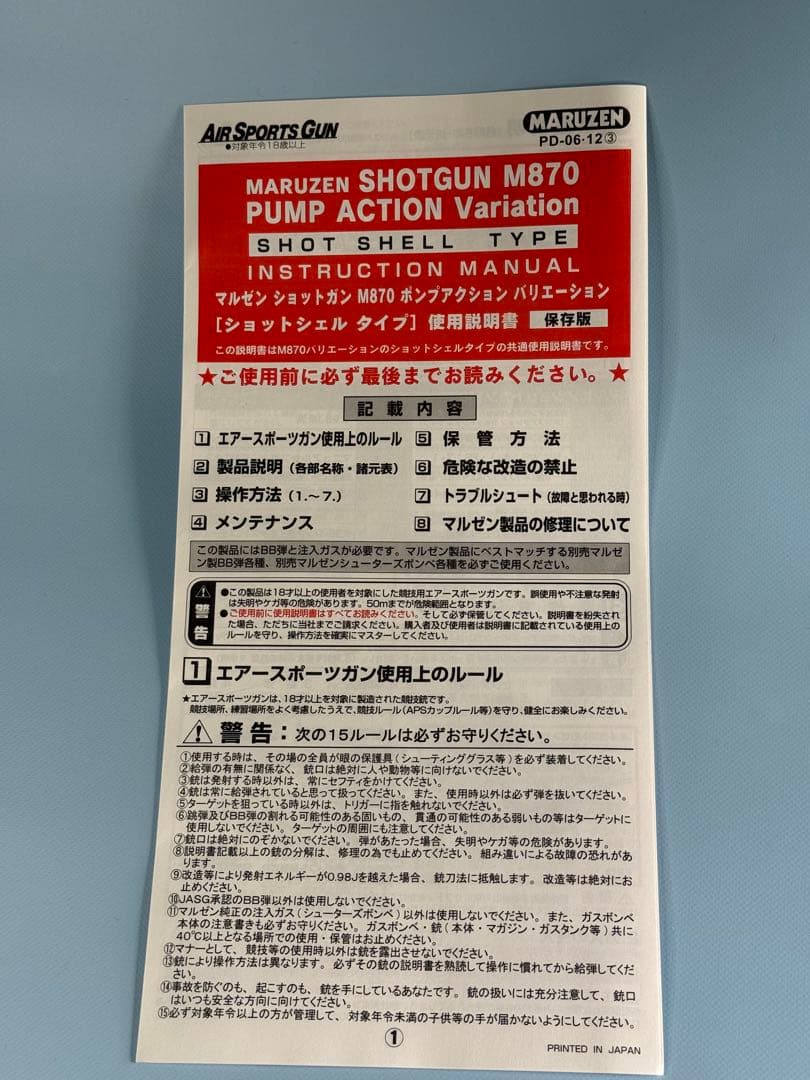 AIR SPORTS GUN
●対象年令18歳以上
MARUZEN
PD-06·12③
MARUZEN SHOTGUN M870
PUMP ACTION Variation
SHOT SHELL TYPE
INSTRUCTION MANUAL
マルゼン ショットガン M870 ポンプアクション バリエーション
[ショットシェル タイプ] 使用説明書 保存版
この説明書はM870バリエーションのショットシェルタイプの共通使用説明書です。
★ご使用前に必ず最後までお読みください。★
記載内容
1 エアースポーツガン使用上のルール
2 製品説明(各部名称・諸元表)
3 操作方法(1.~7.)
4 メンテナンス
5 保管方法
6 危険な改造の禁止
7 トラブルシュート(故障と思われる時)
8 マルゼン製品の修理について
この製品にはBB弾と注入ガスが必要です。マルゼン製品にベストマッチする別売マルゼ
ン製BB弾各種、別売マルゼンシューターズボンベ各種を必ずご使用ください。
警告
●この製品は18才以上の使用者を対象にした競技用エアースポーツガンです。誤使用や不注意な発射
は失明やケガ等の危険があります。50mまでが危険範囲となります。
●ご使用前に使用説明書はすべてお読みください。そして必ず保管してください。説明書を紛失され
た場合、ただちに当社までご請求ください。購入者及び使用者は説明書に記載されている使用上の
ルールを守り、操作方法を確実にマスターしてください。
1 エアースポーツガン使用上のルール
★エアースポーツガンは、18才以上を対象に製造された競技銃です。
競技場所、練習場所をよく考慮したうえで、競技ルール(APSカップルール等)を守り、健全にお楽しみください。
警告:次の15ルールは必ずお守りください。
①使用する時は、その場の全員が眼の保護具(シューティンググラス等)を必ず装着してください。
②給弾の有無に関係なく、銃口は絶対に人や動物等に向けないでください。
③銃は発射する時以外は、常にセフティをかけてください。
④銃は常に給弾されていると思って扱ってください。また、使用時以外は必ず弾を抜いてください。
⑤ターゲットを狙っている時以外は、トリガーに指を触れないでください。
⑥跳弾及びBB弾の割れる可能性のある固いもの、貫通の可能性のある弱いもの等はターゲットに
使用しないでください。ターゲットの周囲にも注意してください。
⑦銃口は絶対にのぞかないでください。弾があたった場合、失明やケガ等の危険があります。
⑧説明書記載以上の銃の分解は、修理の為でも止めてください。組み違いによる故障の恐れがあ
ります。
⑨改造等により発射エネルギーが0.98Jを越えた場合、銃刀法に抵触します。改造等は絶対にお
止めください。
⑩JASG承認のBB弾以外は使用しないでください。
⑪マルゼン純正の注入ガス(シューターズボンベ)以外は使用しないでください。また、ガスボンベ
本体の注意書きも必ずお守りください。ガスボンベ・銃(本体・マガジン・ガスタンク等)共に
40℃以上となる場所での使用・保管はお止めください。
⑫マナーとして、競技等の使用時以外は銃を露出させないでください。
⑬銃により操作方法は異なります。必ずその銃の説明書を熟読して操作に慣れてから給弾してくだ
さい。
⑭事故を防ぐのも、起こすのも、銃を手にしているあなたです。銃の扱いには充分注意して、銃口
はいつも安全な方向に向けてください。
⑮必ず対象年令以上の方が管理して、対象年令未満の子供等の手が届かないようにしてください。
①
PRINTED IN JAPAN